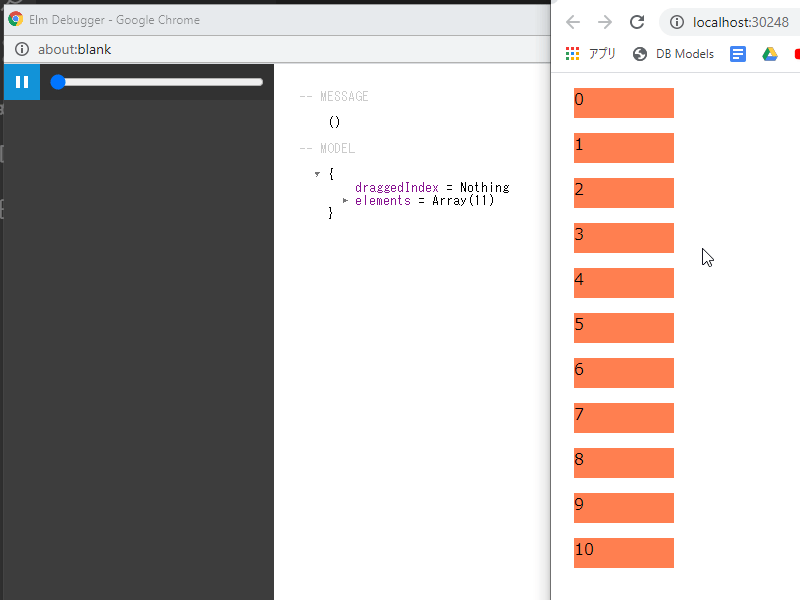 Elm Debugger - Google Chrome
about:blank
-- MESSAGE
()
-- MODEL
▾ {
draggedIndex = Nothing
▸ elements = Array(11)
}
localhost:30248
アプリ
DB Models
0
1
2
3
4
5
6
7
8
9
10